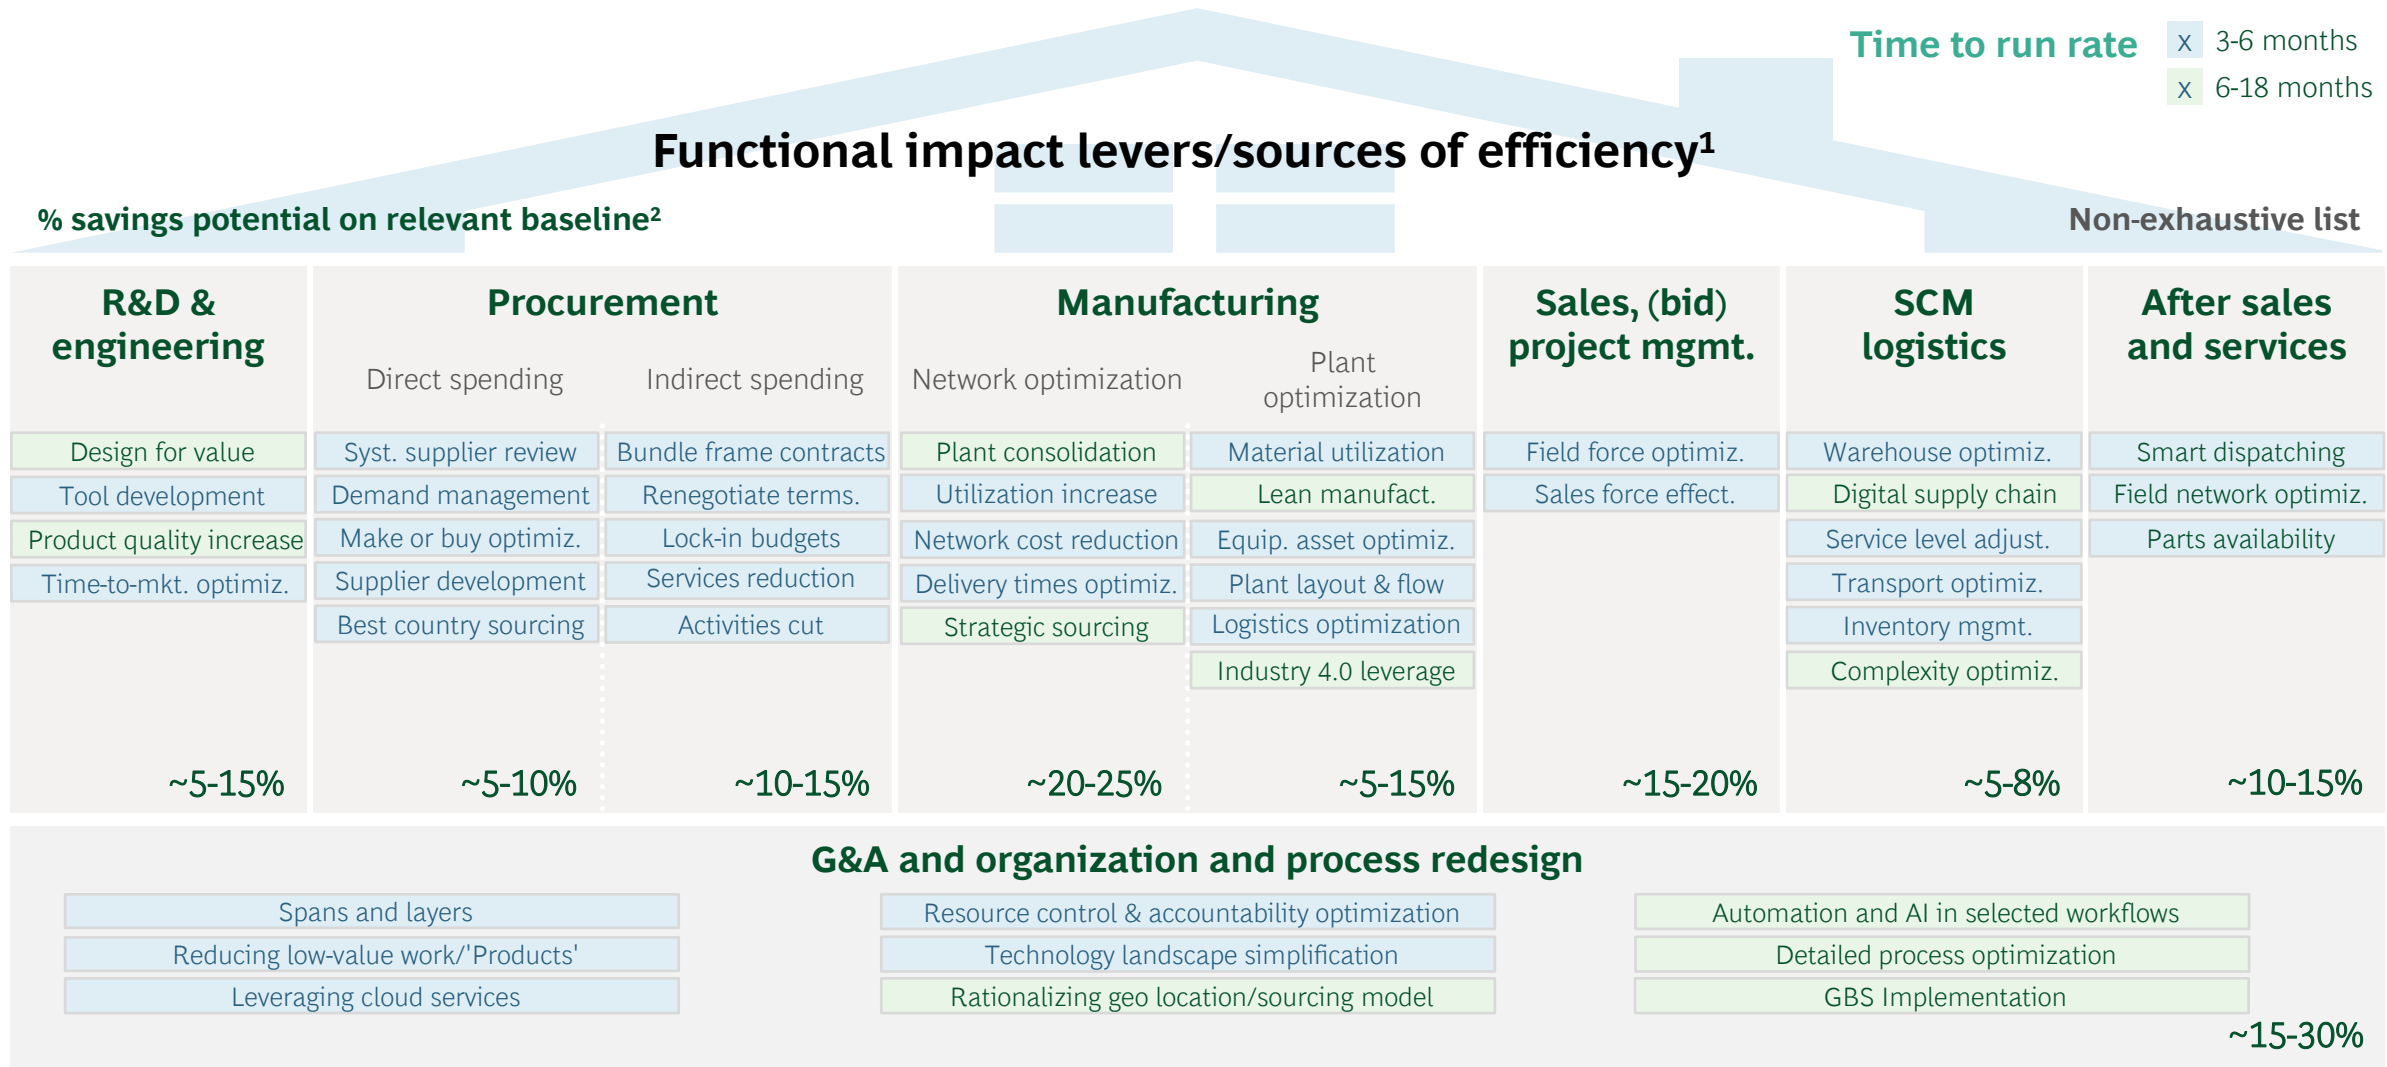 Time to run rate
x 3-6 months
x 6-18 months
Functional impact levers/sources of efficiency¹
% savings potential on relevant baseline²
Non-exhaustive list
R&D &
engineering
Design for value
Tool development
Product quality increase
Time-to-mkt. optimiz.
~5-15%
Procurement
Direct spending
Syst. supplier review
Demand management
Make or buy optimiz.
Supplier development
Best country sourcing
~5-10%
Indirect spending
Bundle frame contracts
Renegotiate terms.
Lock-in budgets
Services reduction
Activities cut
~10-15%
Manufacturing
Network optimization
Plant consolidation
Utilization increase
Network cost reduction
Delivery times optimiz.
Strategic sourcing
~20-25%
Plant
optimization
Material utilization
Lean manufact.
Equip. asset optimiz.
Plant layout & flow
Logistics optimization
Industry 4.0 leverage
~5-15%
Sales, (bid)
project mgmt.
Field force optimiz.
Sales force effect.
~15-20%
SCM
logistics
Warehouse optimiz.
Digital supply chain
Service level adjust.
Transport optimiz.
Inventory mgmt.
Complexity optimiz.
~5-8%
After sales
and services
Smart dispatching
Field network optimiz.
Parts availability
~10-15%
G&A and organization and process redesign
Spans and layers
Reducing low-value work/'Products'
Leveraging cloud services
Resource control & accountability optimization
Technology landscape simplification
Rationalizing geo location/sourcing model
Automation and AI in selected workflows
Detailed process optimization
GBS Implementation
~15-30%